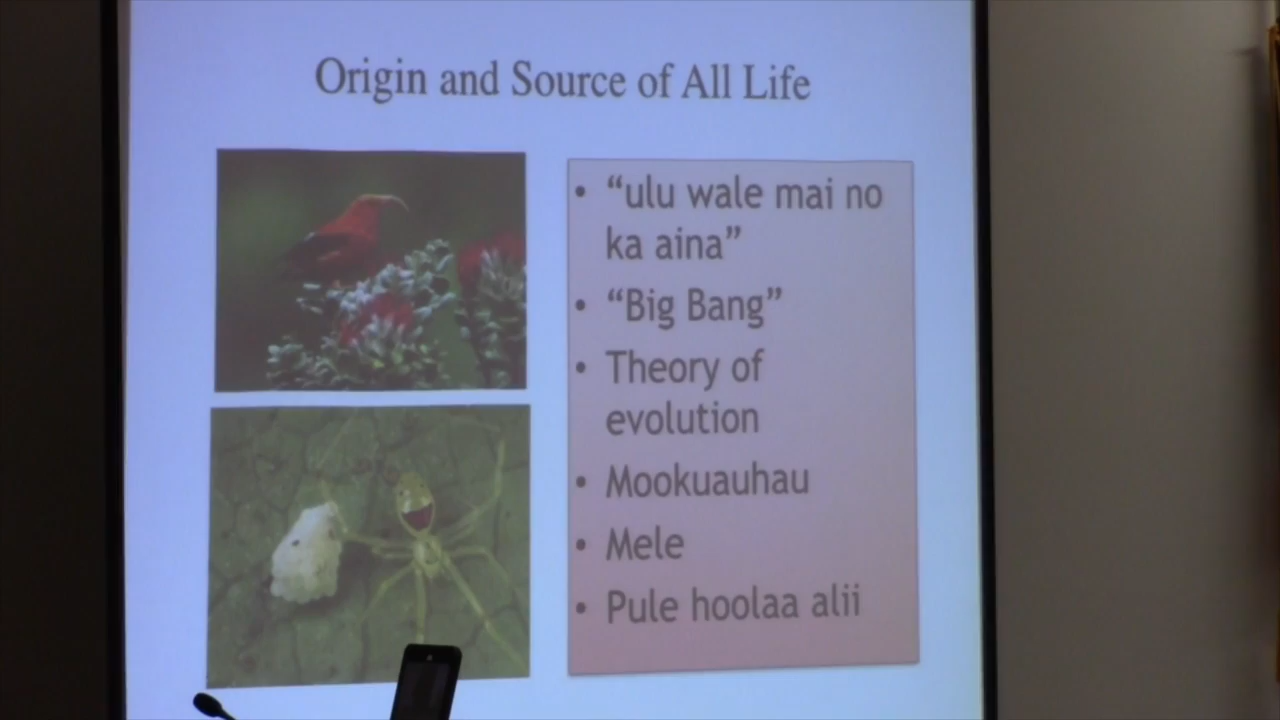 Origin and Source of All Life
• “ulu wale mai no
ka aina”
• “Big Bang”
• Theory of
evolution
• Mookuauhau
• Mele
• Pule hoolaa alii